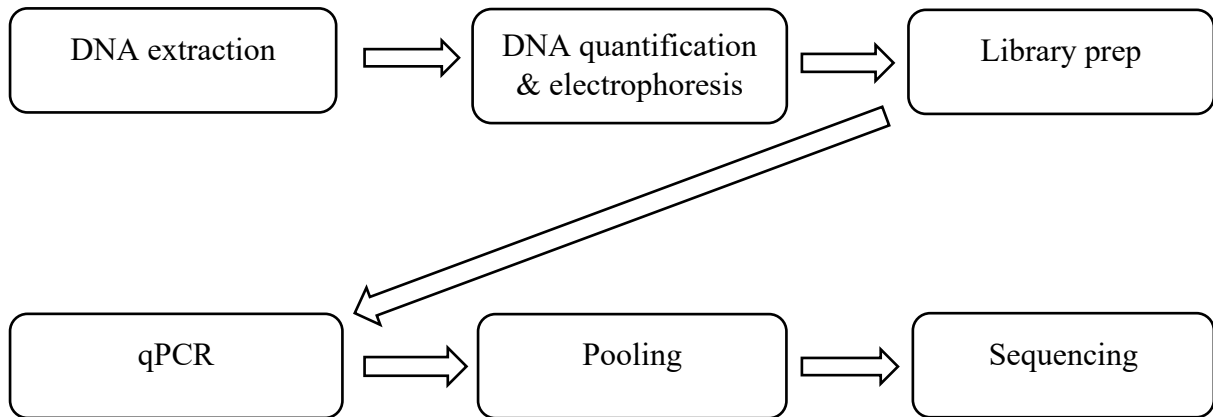 DNA extraction
DNA quantification
& electrophoresis
Library prep
qPCR
Pooling
Sequencing